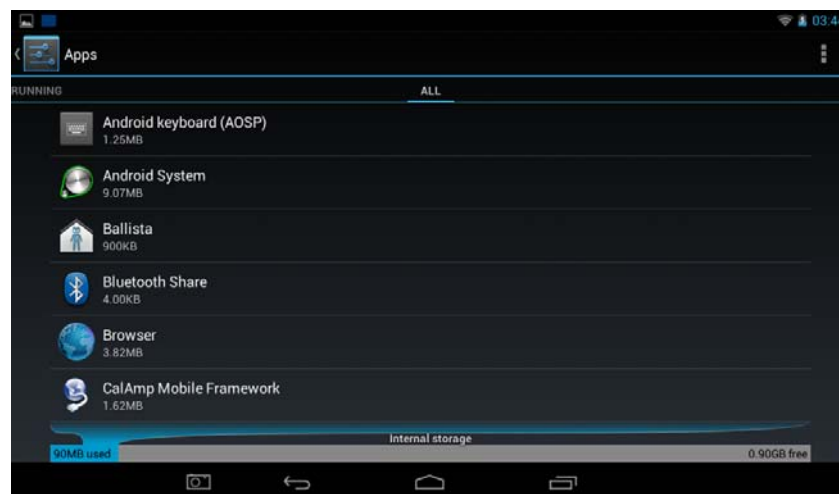 03:4
Apps
RUNNING
ALL
Android keyboard (AOSP)
1.25MB
Android System
9.07MB
Ballista
900KB
Bluetooth Share
4.00KB
Browser
3.82MB
CalAmp Mobile Framework
1.62MB
Internal storage
90MB used 0.90GB free